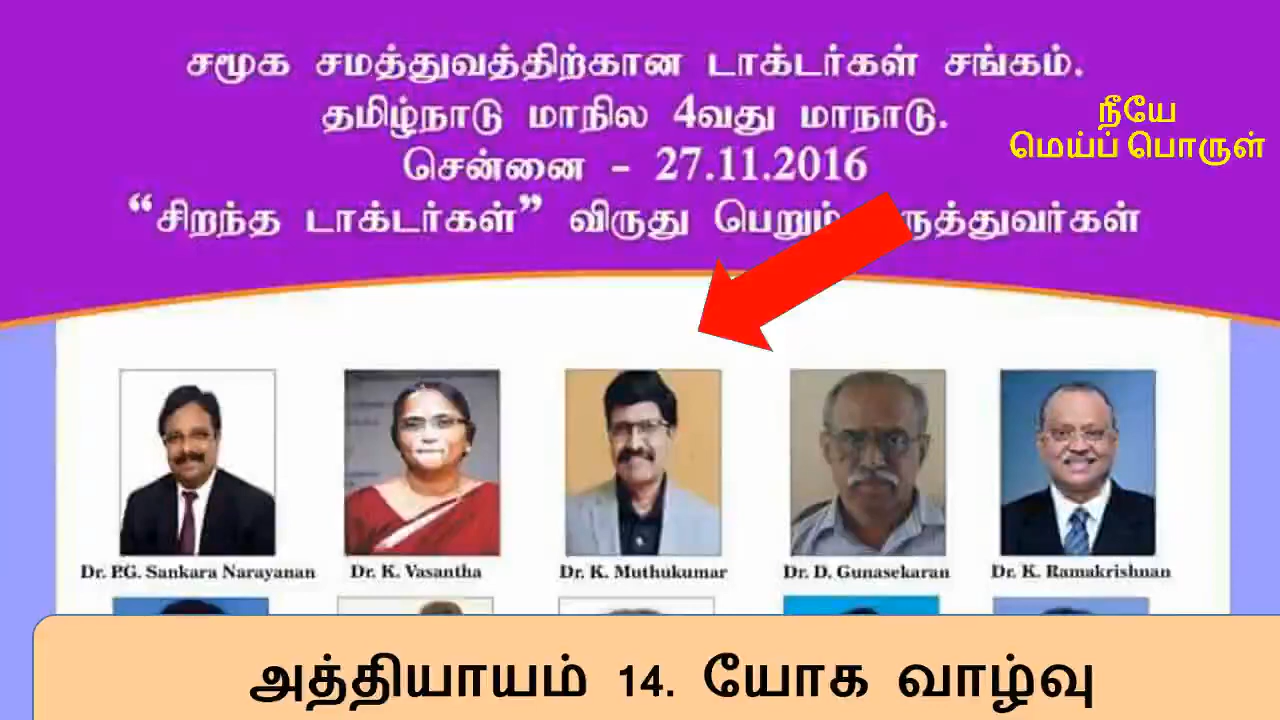 சமூக சமத்துவத்திற்கான டாக்டர்கள் சங்கம்.
தமிழ்நாடு மாநில 4வது மாநாடு.
சென்னை - 27.11.2016
“சிறந்த டாக்டர்கள்” விருது பெறும்
நீயே
மெய்ப் பொருள்
Dr. P.G. Sankara Narayanan
Dr. K. Vasantha
Dr. K. Muthukumar
Dr. D. Gunasekaran
Dr. K. Ramakrishnan
அத்தியாயம் 14. யோக வாழ்வு